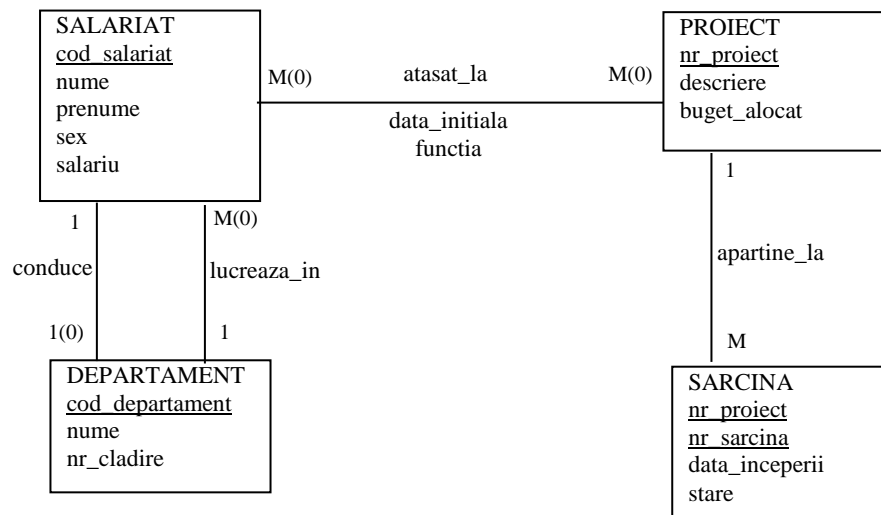 SALARIAT
cod_salariat
nume
prenume
sex
salariu
M(0)
atasat_la
M(0)
data_initiala
functia
PROIECT
nr_proiect
descriere
buget_alocat
1
M(0)
1
conduce
lucreaza_in
apartine_la
1(0)
1
M
DEPARTAMENT
cod_departament
nume
nr_cladire
SARCINA
nr_proiect
nr_sarcina
data_inceperii
stare